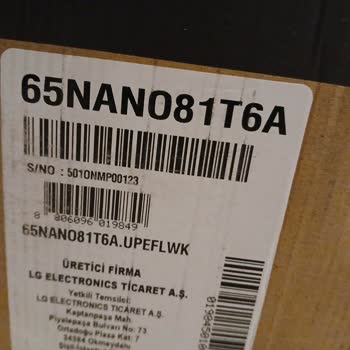 65NANO81T6A
S/NO : 501ONMP00123
8 806096 019849
65NANO81T6A.UPEFLWK
ÜRETİCİ FİRMA
LG ELECTRONICS TİCARET A.Ş.
Yetkili Temsilci:
LG ELECTRONICS TİCARET A.Ş.
Kaptanpaşa Mah.
Piyalepaşa Bulvarı No: 73
Ortadoğu Plaza Kat: 7
34384 Okmeydanı